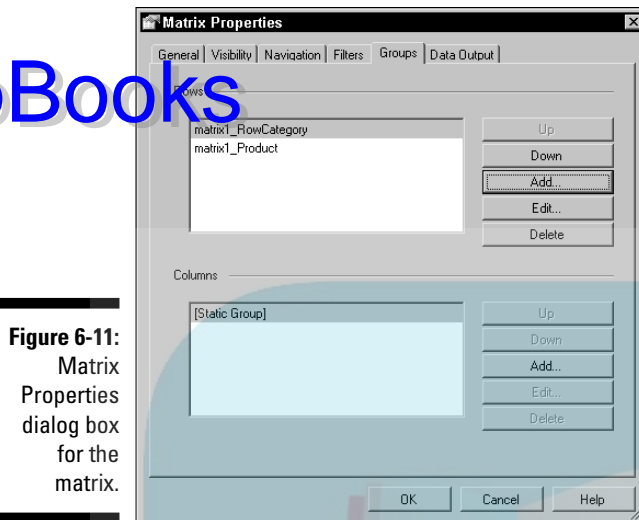 Matrix Properties
General Visibility Navigation Filters Groups Data Output
Books
Rows
matrix1_RowCategory
matrix1_Product
Up
Down
Add...
Edit...
Delete
Columns
[Static Group]
Up
Down
Add...
Edit...
Delete
OK Cancel Help
Figure 6-11:
Matrix
Properties
dialog box
for the
matrix.